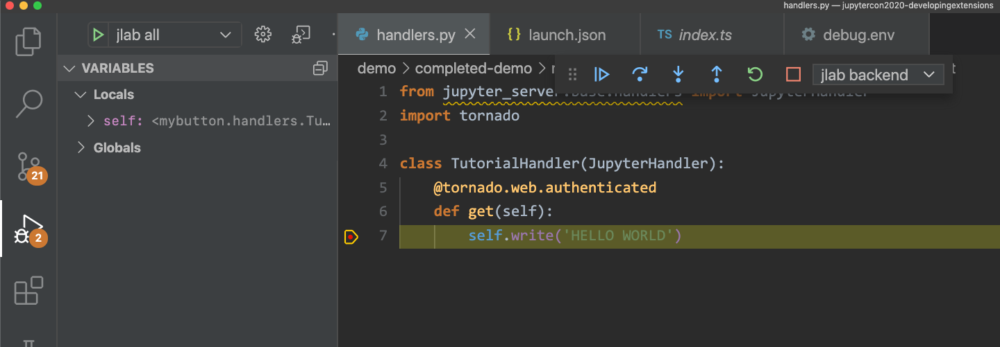 handlers.py — jupytercon2020-developingextensions
jlab all
handlers.py
{} launch.json
TS index.ts
debug.env
VARIABLES
Locals
self: <mybutton.handlers.Tu…
Globals
21
2
demo > completed-demo >
jlab backend
1 from jupyter_server.base.handlers import JupyterHandler
2 import tornado
3
4 class TutorialHandler(JupyterHandler):
5 @tornado.web.authenticated
6 def get(self):
7 self.write('HELLO WORLD')